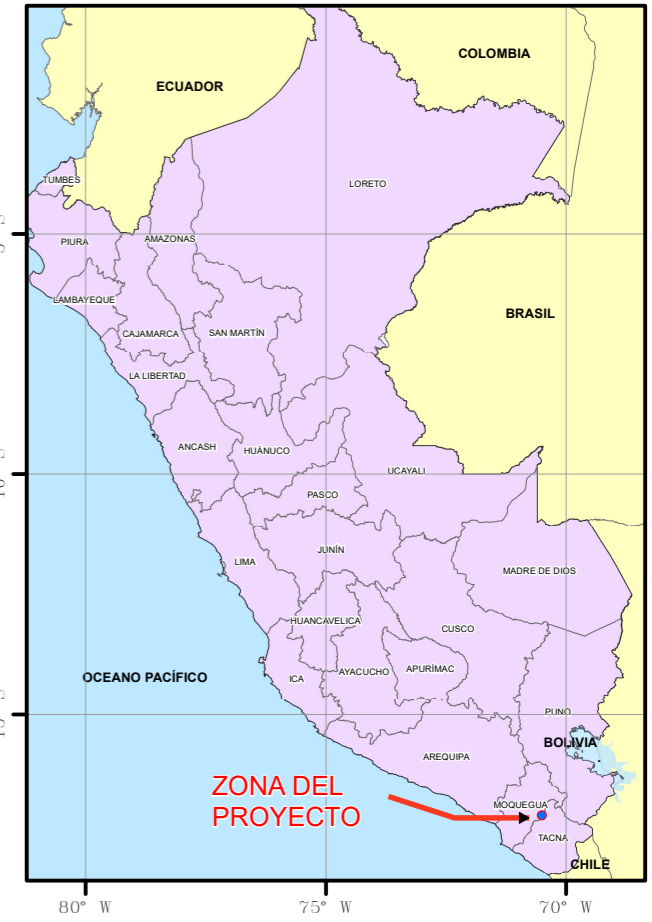 COLOMBIA
ECUADOR
TUMBES
LORETO
PIURA
AMAZONAS
LAMBAYEQUE
BRASIL
CAJAMARCA
SAN MARTÍN
LA LIBERTAD
ANCASH
HUÁNUCO
UCAYALI
PASCO
JUNÍN
LIMA
MADRE DE DIOS
HUANCAVELICA
CUSCO
OCEANO PACÍFICO
ICA
AYACUCHO
APURÍMAC
PUNO
BOLIVIA
AREQUIPA
ZONA DEL
PROYECTO
MOQUEGUA
TACNA
CHILE
80° W
75° W
70° W